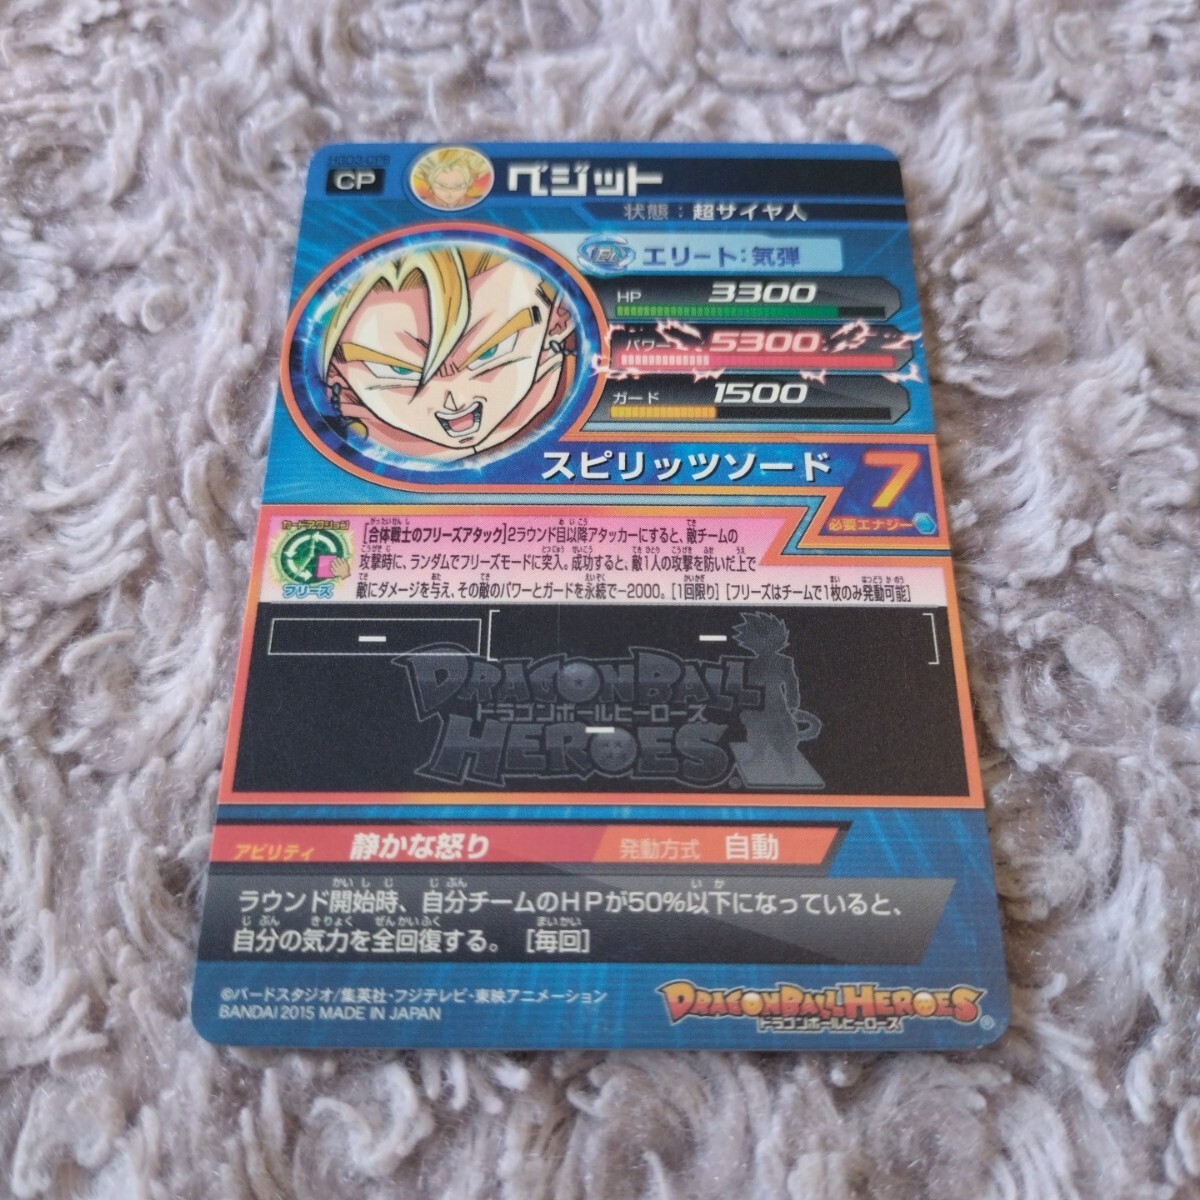 CP
ベジット
状態：超サイヤ人
エリート：気弾
HP 3300
パワー 5300
ガード 1500
スピリッツソード
7
必要エナジー
カードアクション
フリーズ
[合体戦士のフリーズアタック]2ラウンド目以降アタッカーにすると、敵チームの
攻撃時に、ランダムでフリーズモードに突入。成功すると、敵1人の攻撃を防いだ上で
敵にダメージを与え、その敵のパワーとガードを永続で−2000。[1回限り] [フリーズはチームで1枚のみ発動可能]
− −
DRAGONBALL
ドラゴンボールヒーローズ
HEROES
−
アビリティ 静かな怒り 発動方式 自動
ラウンド開始時、自分チームのHPが50%以下になっていると、
自分の気力を全回復する。 [毎回]
©バードスタジオ/集英社・フジテレビ・東映アニメーション
BANDAI 2015 MADE IN JAPAN
DRAGONBALL HEROES®
ドラゴンボールヒーローズ